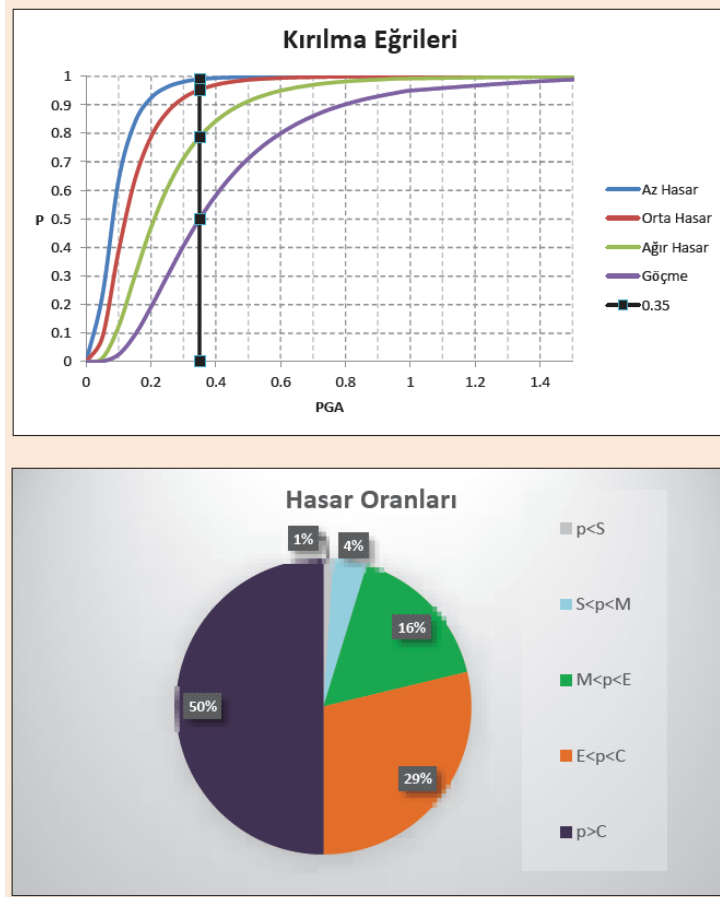 Kırılma Eğrileri
1
0.9
0.8
0.7
0.6
P 0.5
0.4
0.3
0.2
0.1
0
0 0.2 0.4 0.6 0.8 1 1.2 1.4
PGA
Az Hasar
Orta Hasar
Ağır Hasar
Göçme
0.35
Hasar Oranları
1%
4%
16%
29%
50%
p<S
S<p<M
M<p<E
E<p<C
p>C